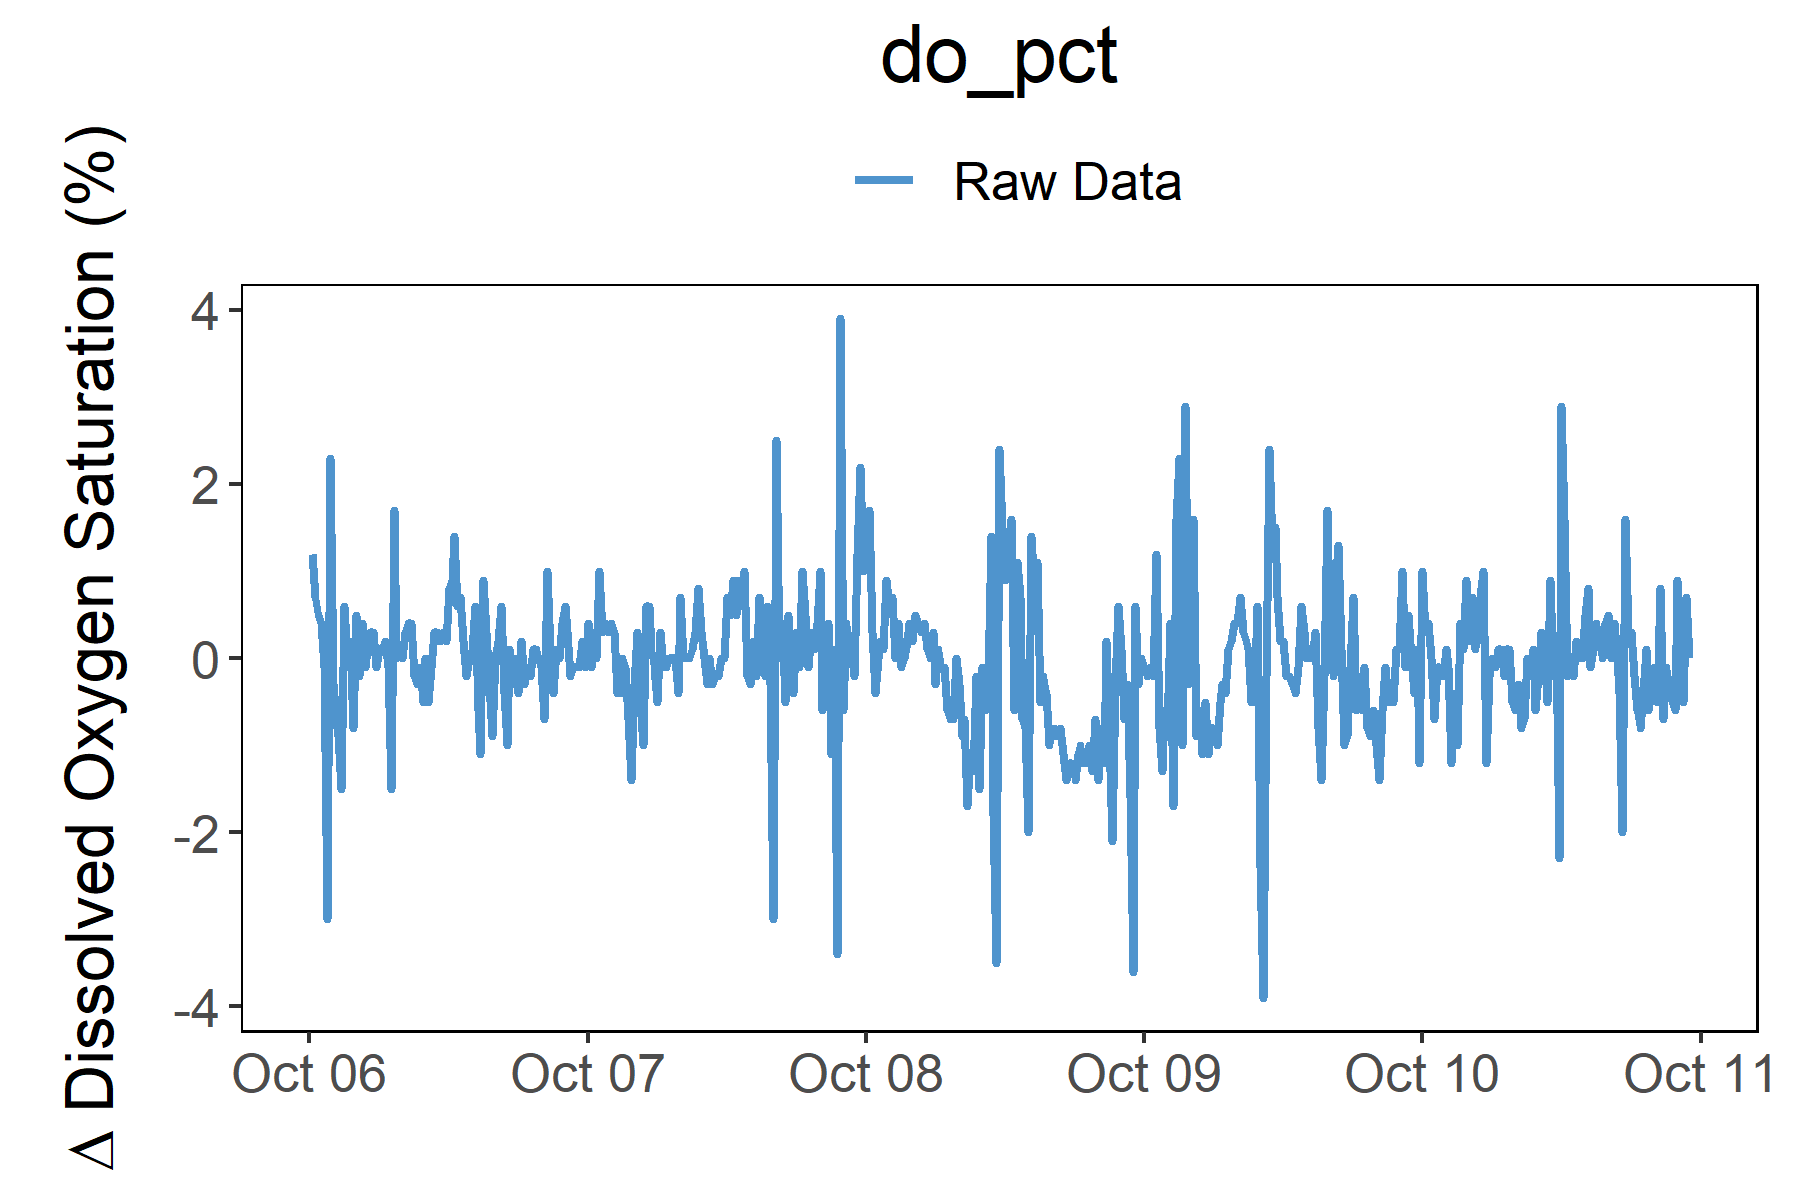 do_pct
Raw Data
Δ Dissolved Oxygen Saturation (%)
4
2
0
-2
-4
Oct 06 Oct 07 Oct 08 Oct 09 Oct 10 Oct 11